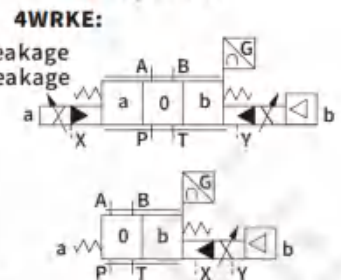 4WRKE:
eakage
eakage
G
A B
a a 0 b b
X P T Y
G
A B
a 0 b b
P T X Y